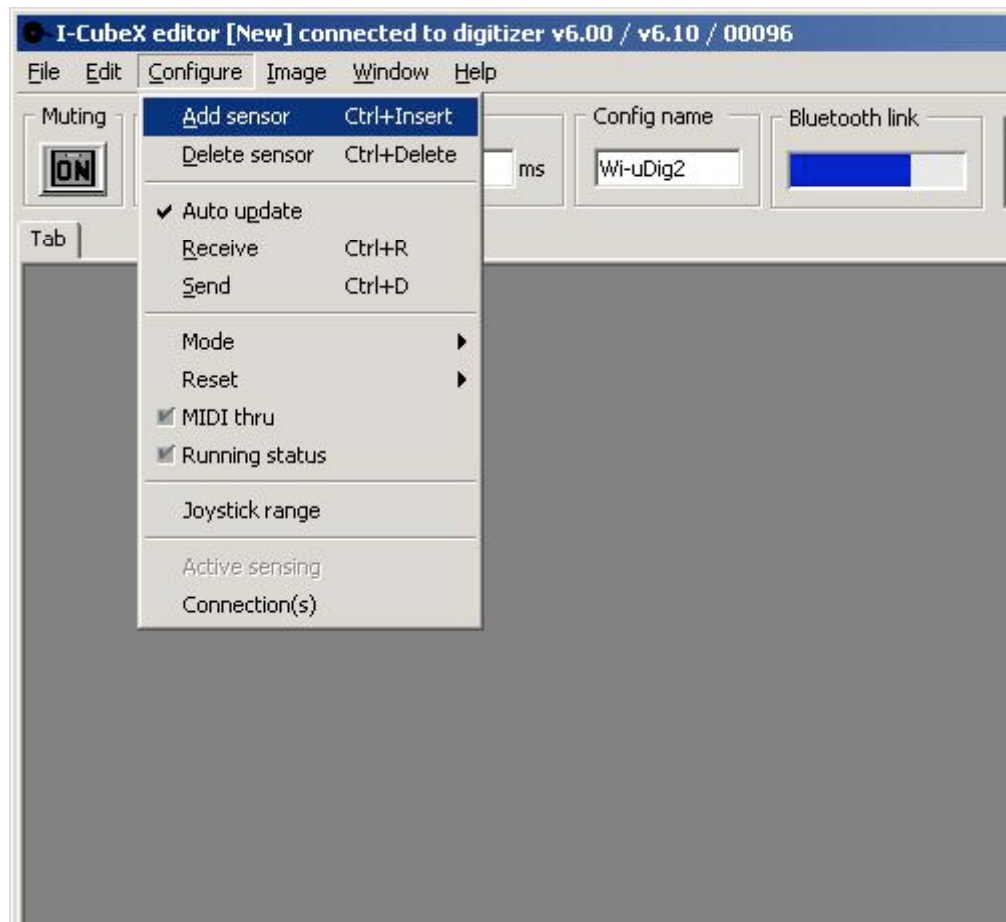 I-CubeX editor [New] connected to digitizer v6.00 / v6.10 / 00096
File Edit Configure Image Window Help
Muting
ON
ms
Config name
Wi-uDig2
Bluetooth link
Tab
Add sensor Ctrl+Insert
Delete sensor Ctrl+Delete
Auto update
Receive Ctrl+R
Send Ctrl+D
Mode
Reset
MIDI thru
Running status
Joystick range
Active sensing
Connection(s)